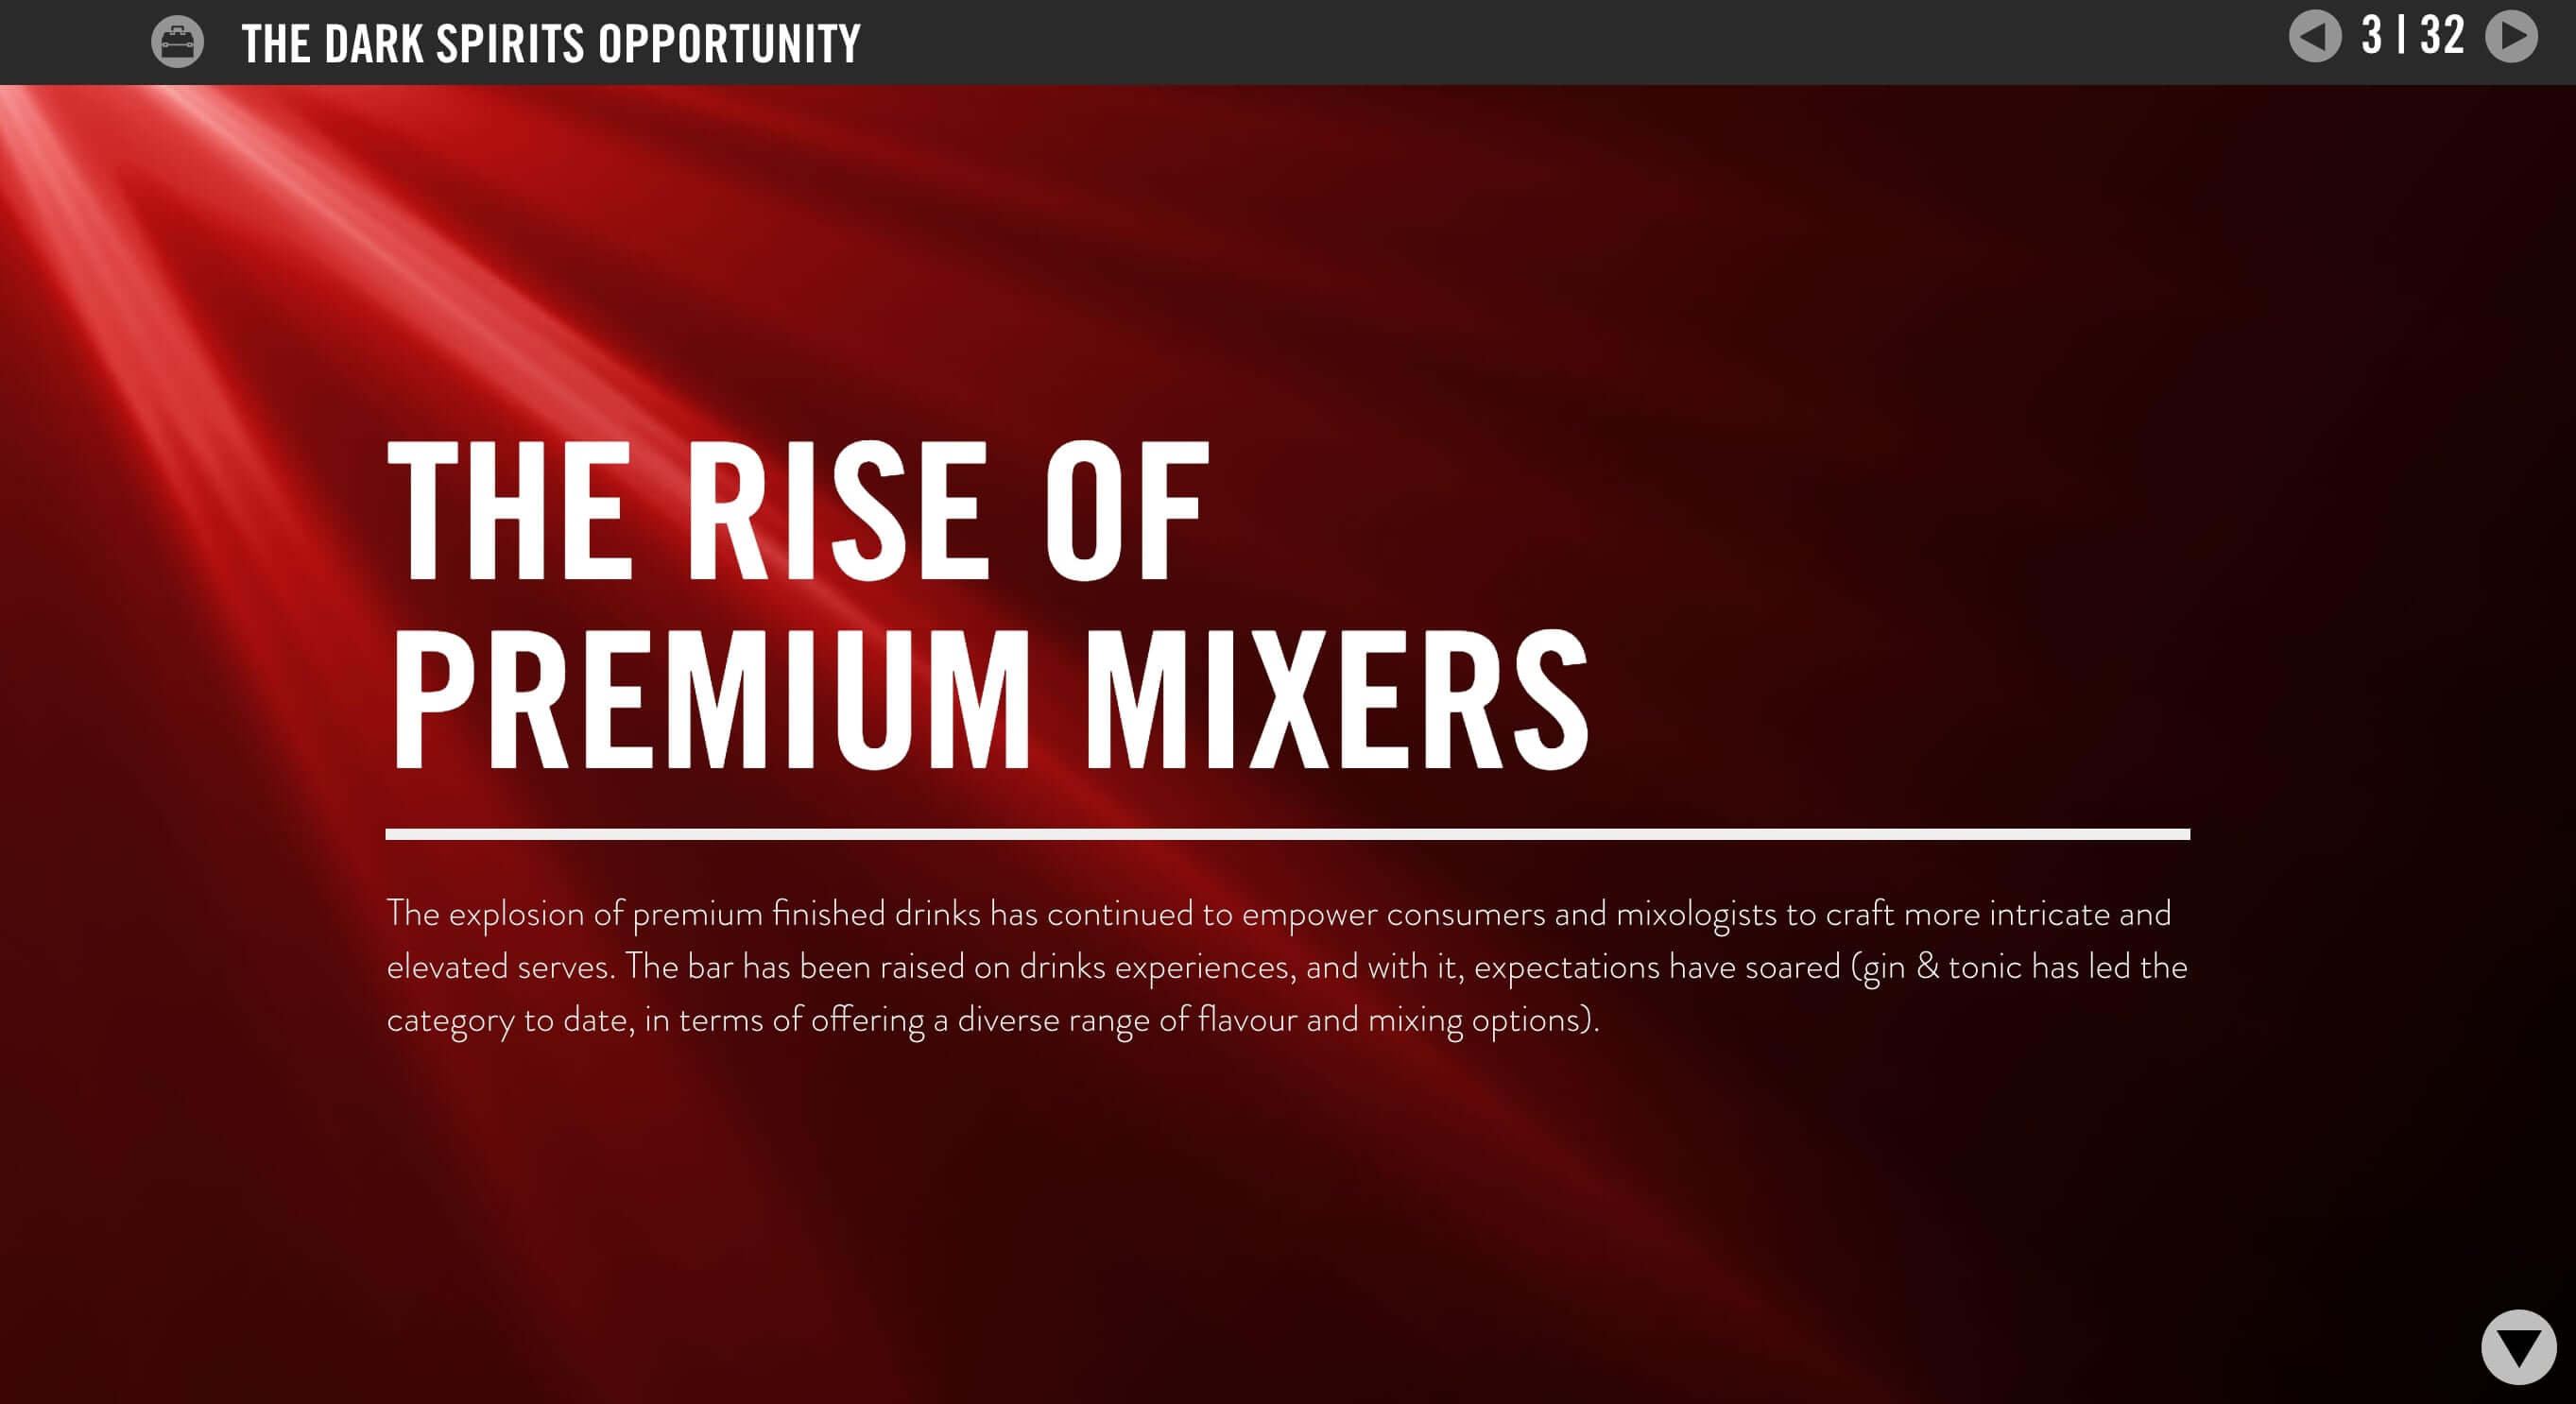 THE DARK SPIRITS OPPORTUNITY
3 | 32
THE RISE OF
PREMIUM MIXERS
The explosion of premium finished drinks has continued to empower consumers and mixologists to craft more intricate and
elevated serves. The bar has been raised on drinks experiences, and with it, expectations have soared (gin & tonic has led the
category to date, in terms of offering a diverse range of flavour and mixing options).